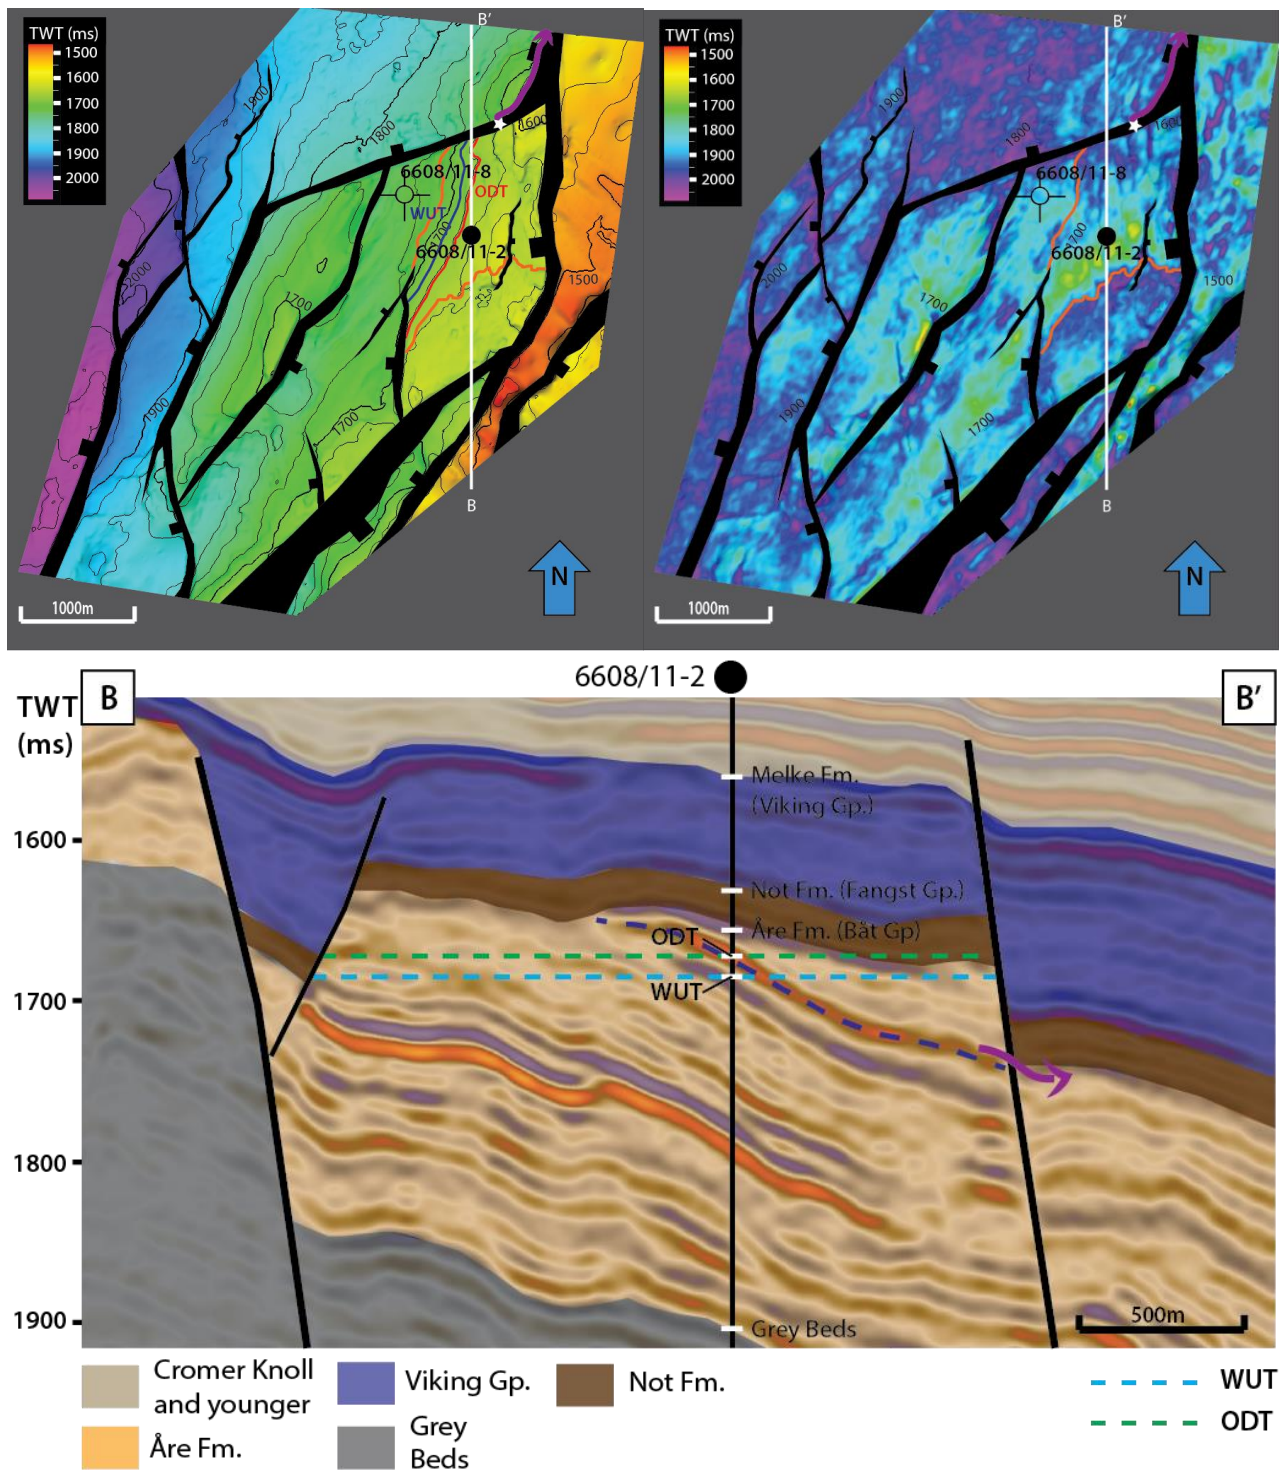 TWT (ms)
1500
1600
1700
1800
1900
2000
B'
1900
1800
1600
6608/11-8
ODT
WUT
1700
6608/11-2
2000
1700
1500
1900
1700
B
N
1000m
TWT (ms)
1500
1600
1700
1800
1900
2000
B'
1900
1800
1600
6608/11-8
1700
6608/11-2
2000
1700
1500
1900
1700
B
N
1000m
6608/11-2
B
B'
TWT
(ms)
1600
1700
1800
1900
Melke Fm.
(Viking Gp.)
Not Fm. (Fangst Gp.)
Åre Fm. (Båt Gp)
ODT
WUT
Grey Beds
500m
Cromer Knoll
and younger
Viking Gp.
Not Fm.
Åre Fm.
Grey
Beds
WUT
ODT